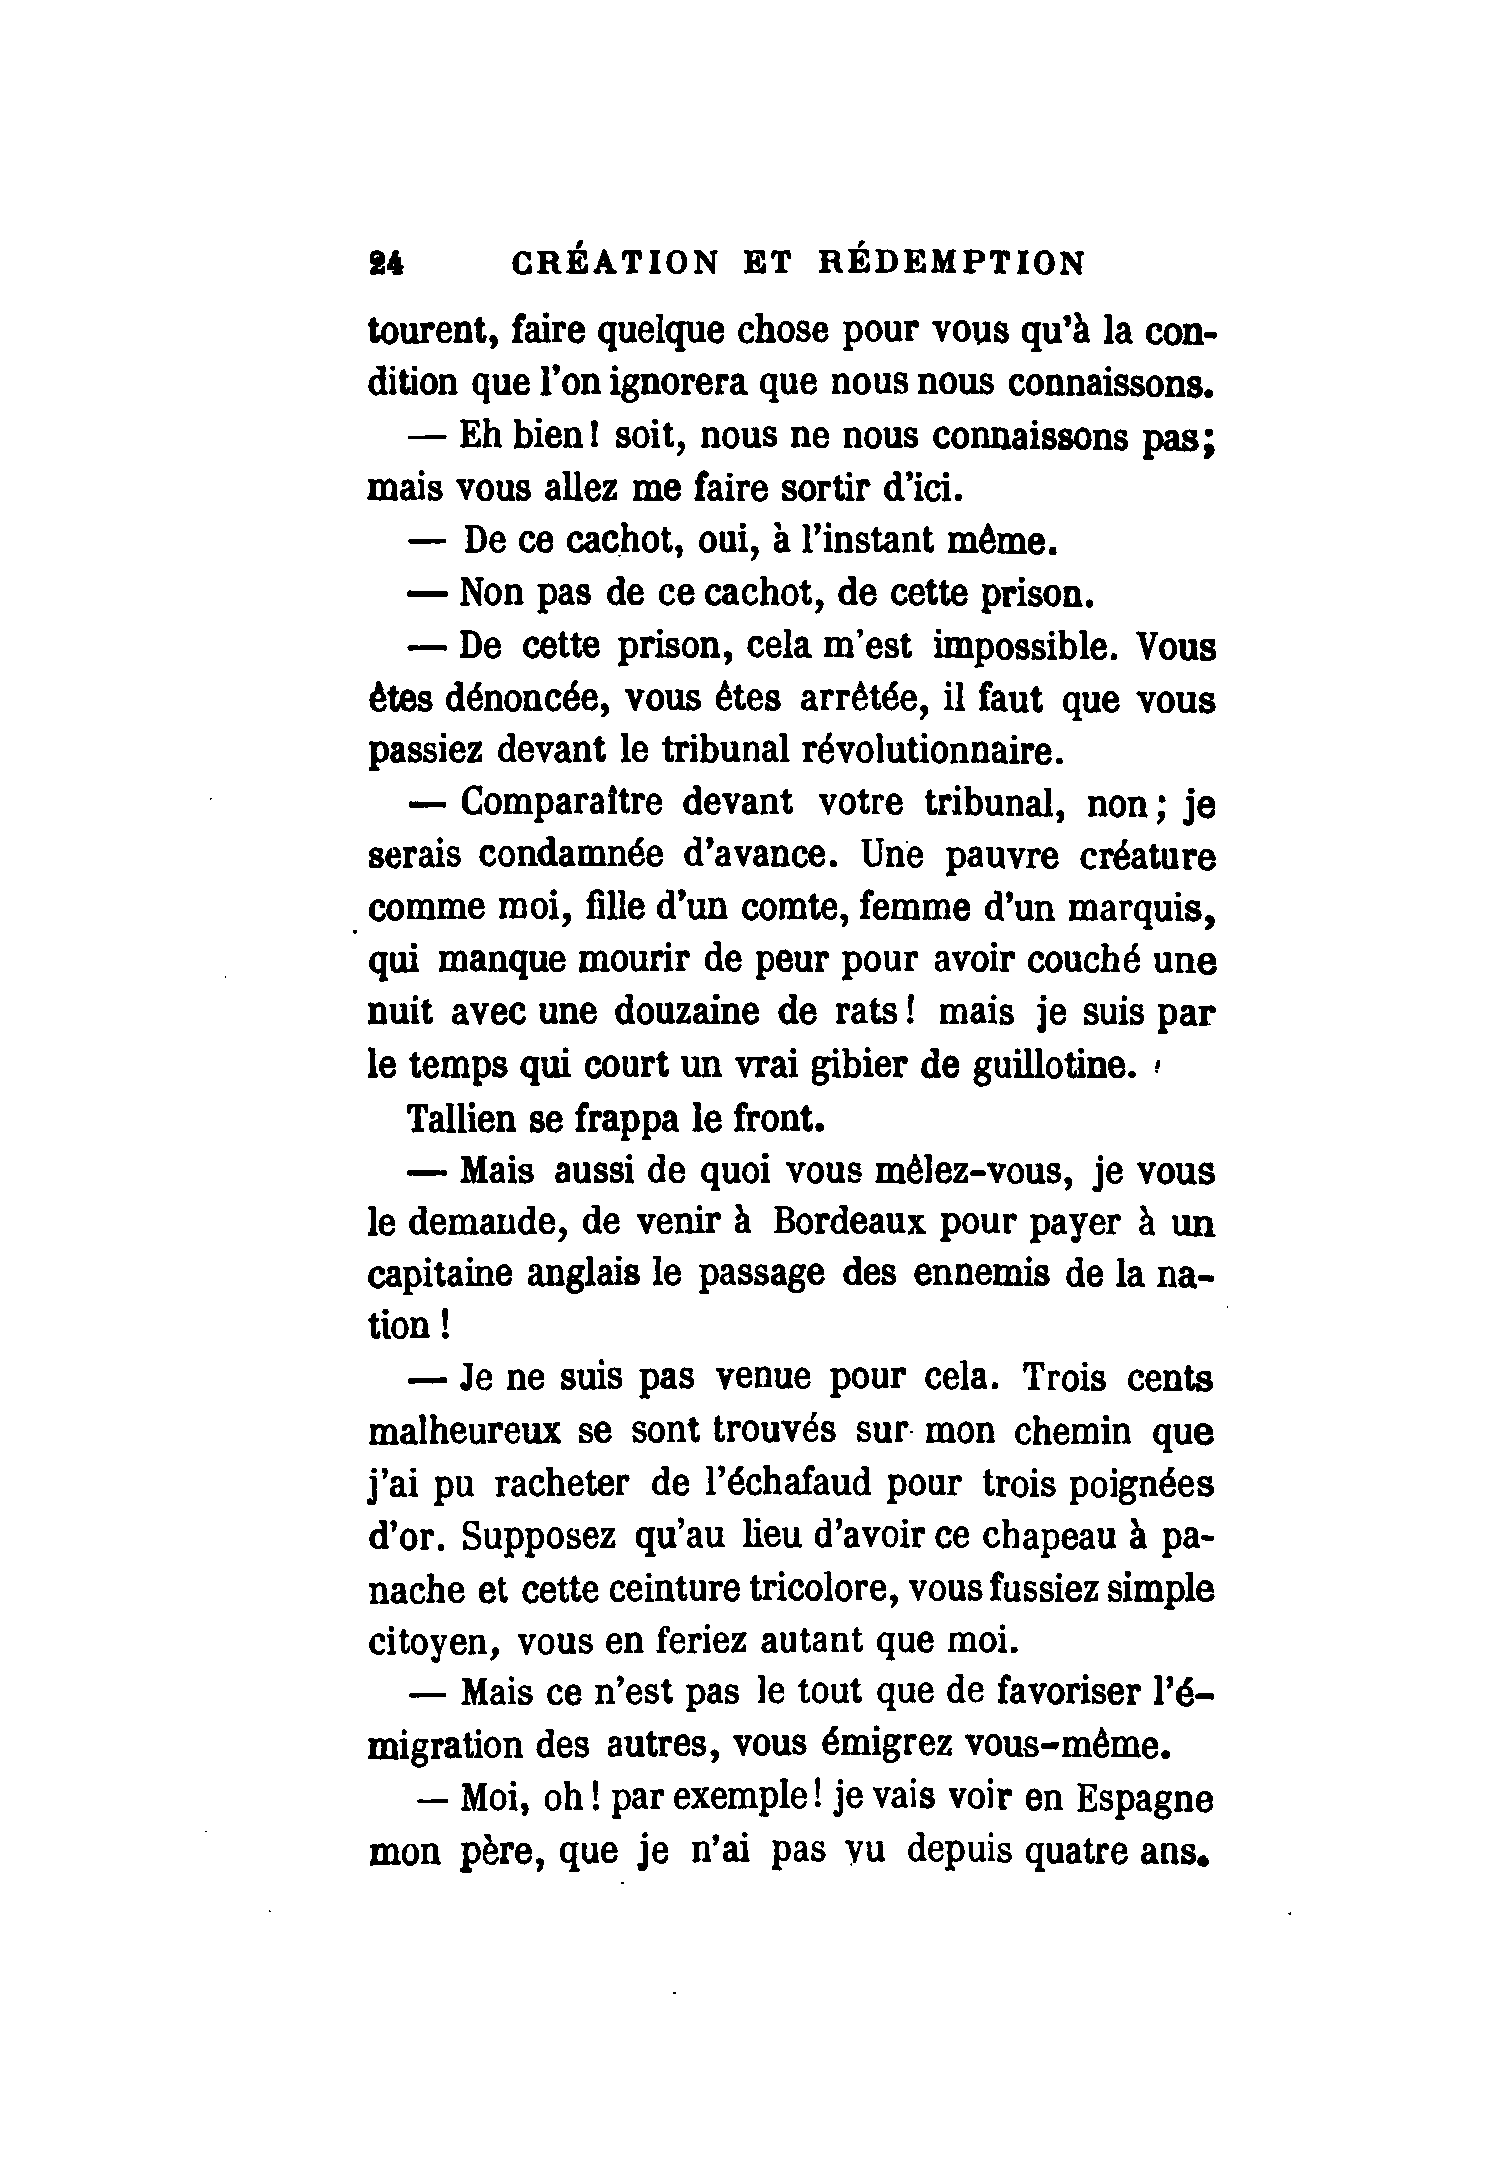 24 CRÉATION ET RÉDEMPTION
tourent, faire quelque chose pour vous qu'à la con-
dition que l'on ignorera que nous nous connaissons.
— Eh bien! soit, nous ne nous connaissons pas;
mais vous allez me faire sortir d'ici.
— De ce cachot, oui, à l'instant même.
— Non pas de ce cachot, de cette prison.
— De cette prison, cela m'est impossible. Vous
êtes dénoncée, vous êtes arrêtée, il faut que vous
passiez devant le tribunal révolutionnaire.
— Comparaître devant votre tribunal, non; je
serais condamnée d'avance. Une pauvre créature
comme moi, fille d'un comte, femme d'un marquis,
qui manque mourir de peur pour avoir couché une
nuit avec une douzaine de rats! mais je suis par
le temps qui court un vrai gibier de guillotine.
Tallien se frappa le front.
— Mais aussi de quoi vous mêlez-vous, je vous
le demande, de venir à Bordeaux pour payer à un
capitaine anglais le passage des ennemis de la na-
tion!
— Je ne suis pas venue pour cela. Trois cents
malheureux se sont trouvés sur mon chemin que
j'ai pu racheter de l'échafaud pour trois poignées
d'or. Supposez qu'au lieu d'avoir ce chapeau à pa-
nache et cette ceinture tricolore, vous fussiez simple
citoyen, vous en feriez autant que moi.
— Mais ce n'est pas le tout que de favoriser l'é-
migration des autres, vous émigrez vous-même.
— Moi, oh! par exemple! je vais voir en Espagne
mon père, que je n'ai pas vu depuis quatre ans.